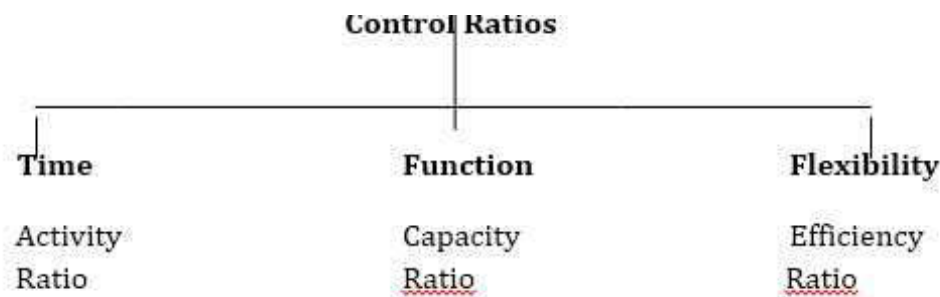 Control Ratios
Time Function Flexibility
Activity Capacity Efficiency
Ratio Ratio Ratio